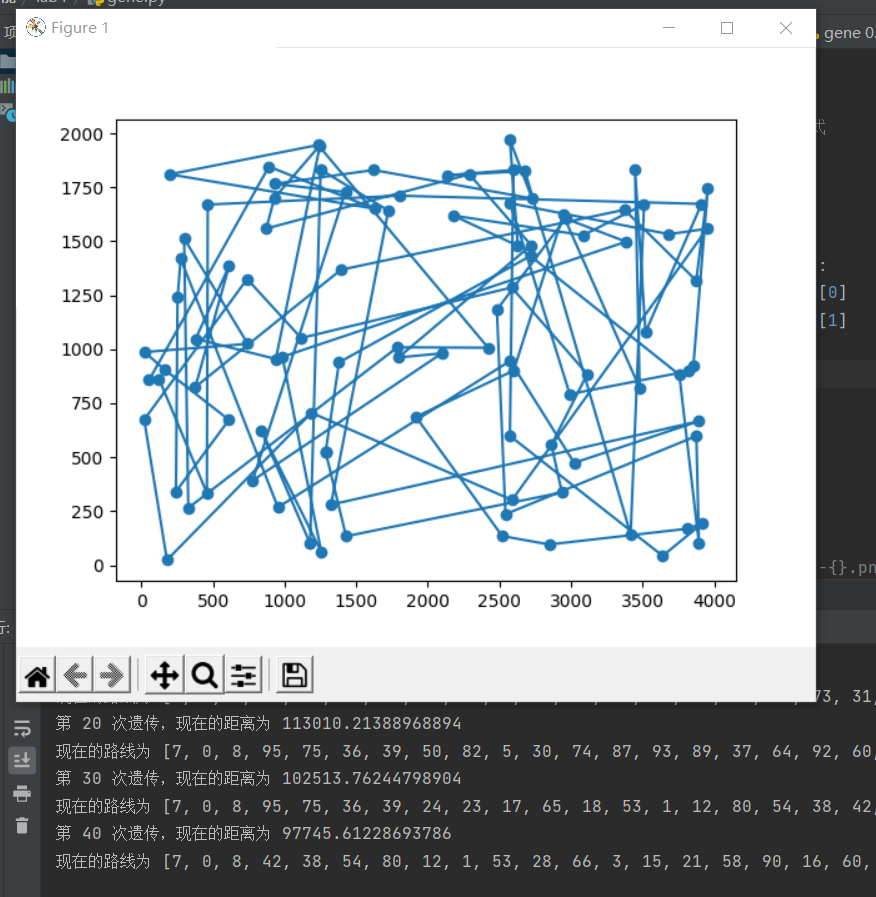 gene.py
Figure 1
gene 0.
式
:
[0]
[1]
-{}.pn
2000
1750
1500
1250
1000
750
500
250
0
0 500 1000 1500 2000 2500 3000 3500 4000
行:
73, 31,
第 20 次遗传，现在的距离为 113010.21388968894
现在的路线为 [7, 0, 8, 95, 75, 36, 39, 50, 82, 5, 30, 74, 87, 93, 89, 37, 64, 92, 60,
第 30 次遗传，现在的距离为 102513.76244798904
现在的路线为 [7, 0, 8, 95, 75, 36, 39, 24, 23, 17, 65, 18, 53, 1, 12, 80, 54, 38, 42,
第 40 次遗传，现在的距离为 97745.61228693786
现在的路线为 [7, 0, 8, 42, 38, 54, 80, 12, 1, 53, 28, 66, 3, 15, 21, 58, 90, 16, 60,